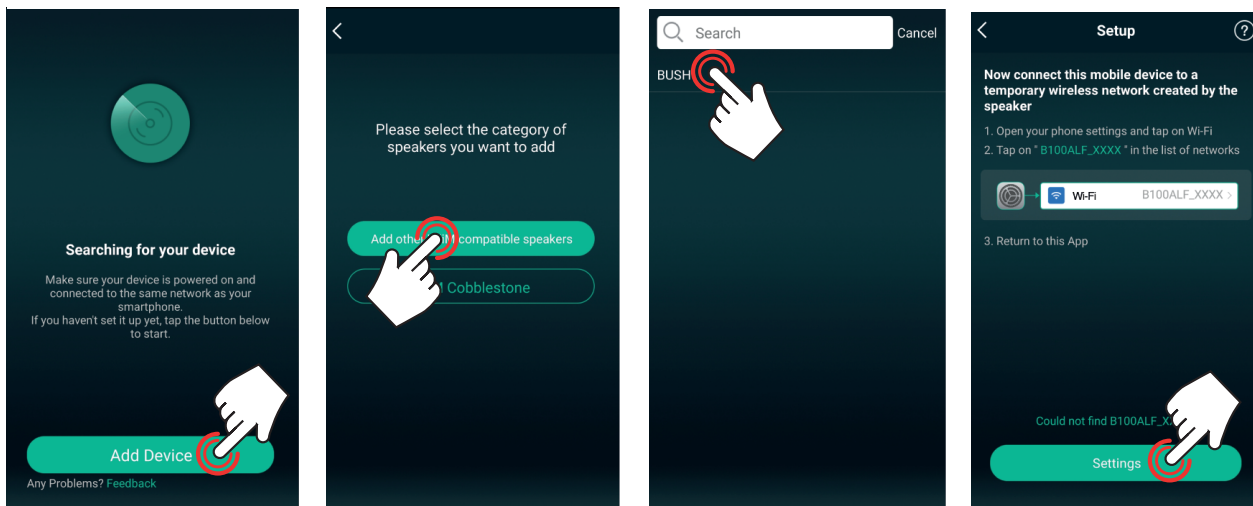 Searching for your device
Make sure your device is powered on and
connected to the same network as your
smartphone.
If you haven't set it up yet, tap the button below
to start.
Add Device
Any Problems? Feedback
Please select the category of
speakers you want to add
Add other compatible speakers
Cobblestone
Search
Cancel
BUSH
Setup
?
Now connect this mobile device to a
temporary wireless network created by the
speaker
1. Open your phone settings and tap on Wi-Fi
2. Tap on " B100ALF_XXXX " in the list of networks
Wi-Fi B100ALF_XXXX >
3. Return to this App
Could not find
Settings